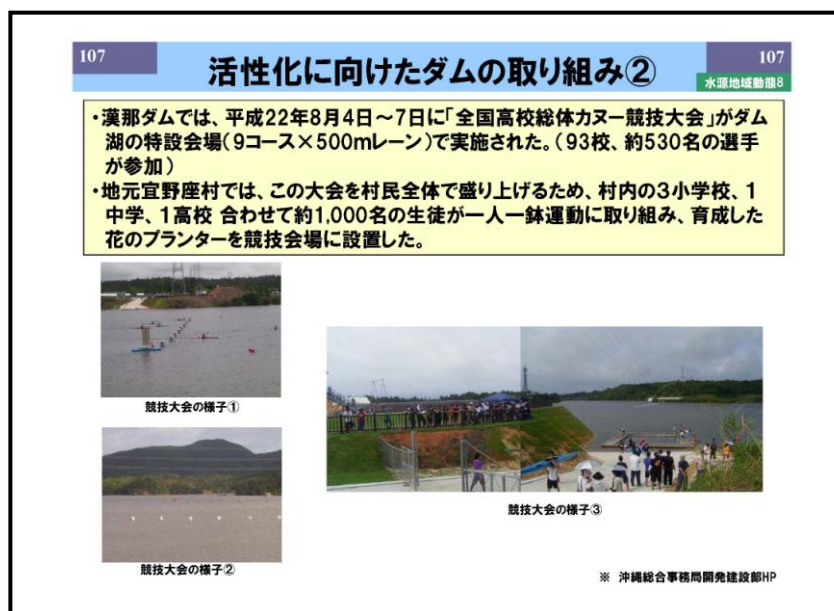 107
107
活性化に向けたダムの取り組み②
水源地域動態8
・漢那ダムでは、平成22年8月4日~7日に「全国高校総体カヌー競技大会」がダム
湖の特設会場(9コース×500mレーン)で実施された。(93校、約530名の選手
が参加)
・地元宜野座村では、この大会を村民全体で盛り上げるため、村内の3小学校、1
中学、1高校 合わせて約1,000名の生徒が一人一鉢運動に取り組み、育成した
花のプランターを競技会場に設置した。
競技大会の様子①
競技大会の様子③
競技大会の様子②
※ 沖縄総合事務局開発建設部HP